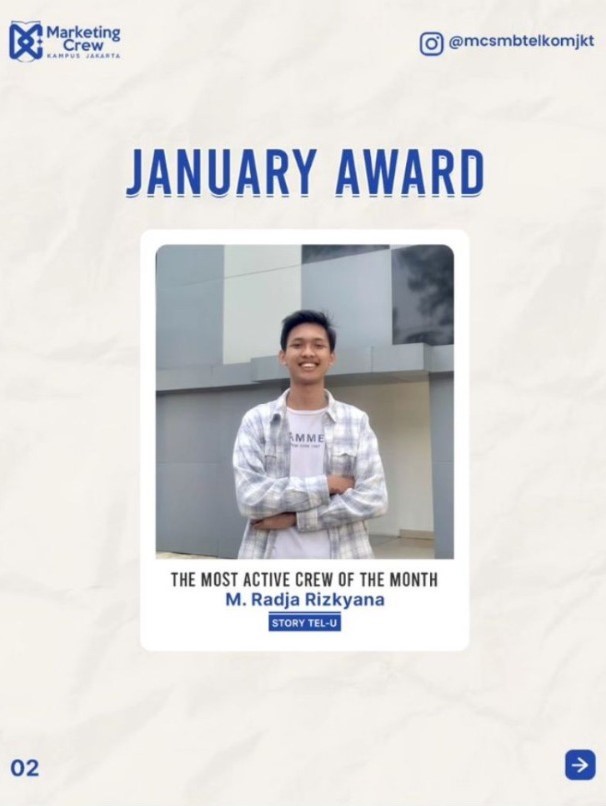 Marketing
Crew
KAMPUS JAKARTA
@mcsmbtelkomjkt
JANUARY AWARD
AMME
THE MOST ACTIVE CREW OF THE MONTH
M. Radja Rizkyana
STORY TEL-U
02